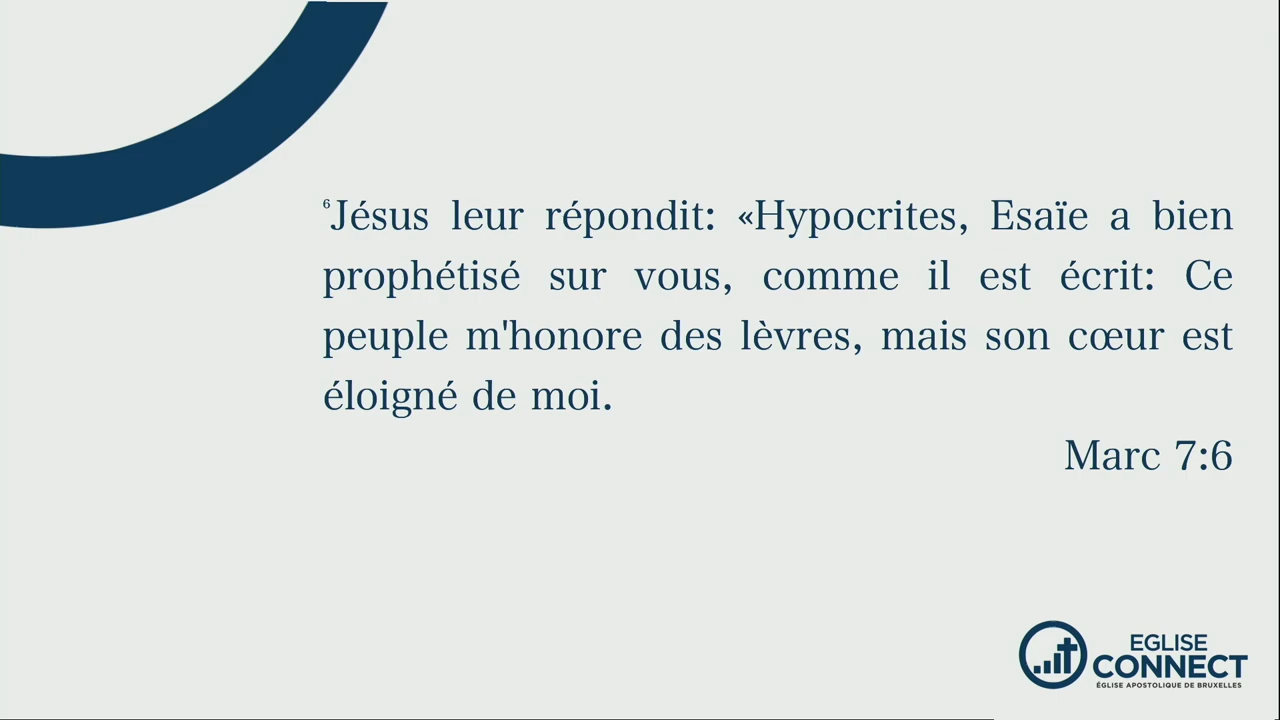 ⁶Jésus leur répondit: «Hypocrites, Esaïe a bien
prophétisé sur vous, comme il est écrit: Ce
peuple m'honore des lèvres, mais son cœur est
éloigné de moi.
Marc 7:6
EGLISE
CONNECT
ÉGLISE APOSTOLIQUE DE BRUXELLES